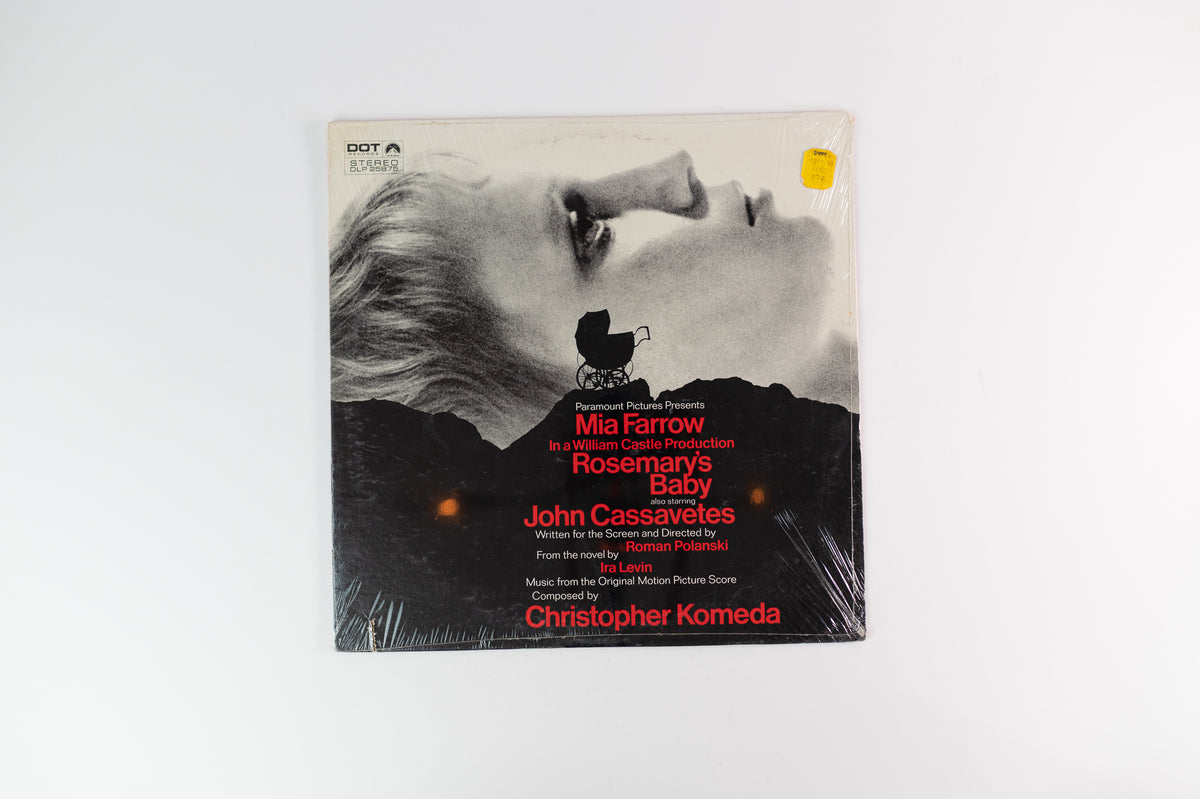 DOT
RECORDS
STEREO
DLP 25875
Paramount Pictures Presents
Mia Farrow
In a William Castle Production
Rosemary's
Baby
also starring
John Cassavetes
Written for the Screen and Directed by
Roman Polanski
From the novel by
Ira Levin
Music from the Original Motion Picture Score
Composed by
Christopher Komeda